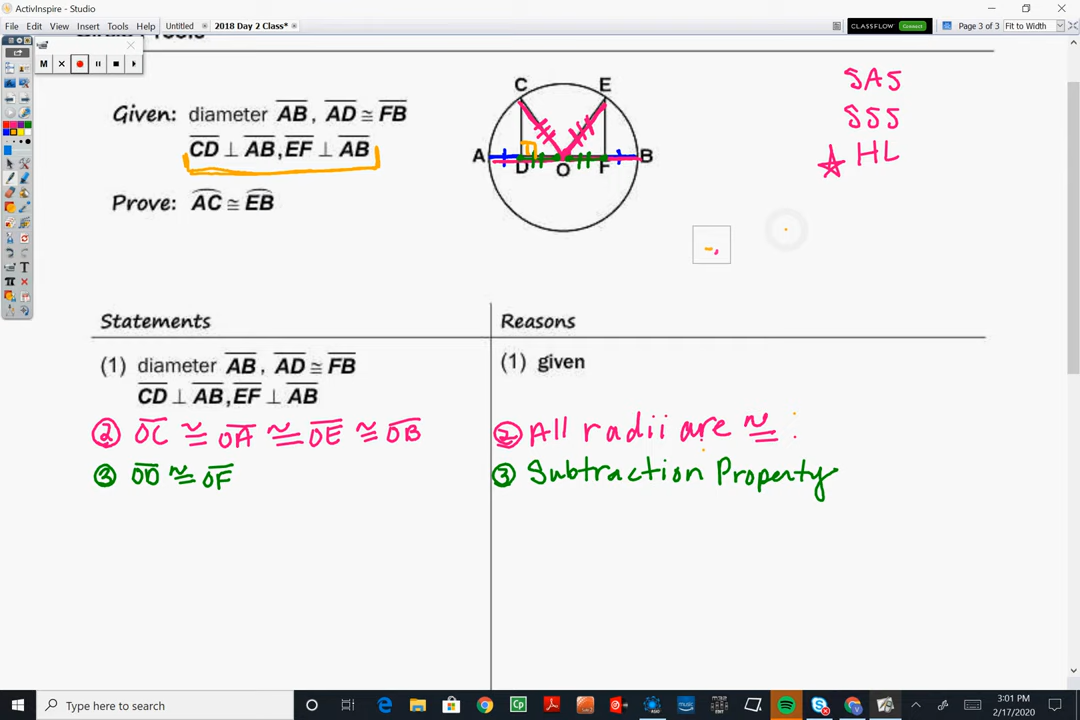 ActivInspire - Studio
File Edit View Insert Tools Help Untitled 2018 Day 2 Class* CLASSFLOW Connect Page 3 of 3 Fit to Width
M
Given: diameter AB, AD ≅ FB
CD ⊥ AB, EF ⊥ AB
Prove: AC ≅ EB
C E
A D O F B
SAS
SSS
HL
Statements Reasons
(1) diameter AB, AD ≅ FB (1) given
CD ⊥ AB, EF ⊥ AB
② OC ≅ OA ≅ OE ≅ OB ② All radii are ≅
③ OD ≅ OF ③ Subtraction Property
Type here to search
3:01 PM
2/17/2020